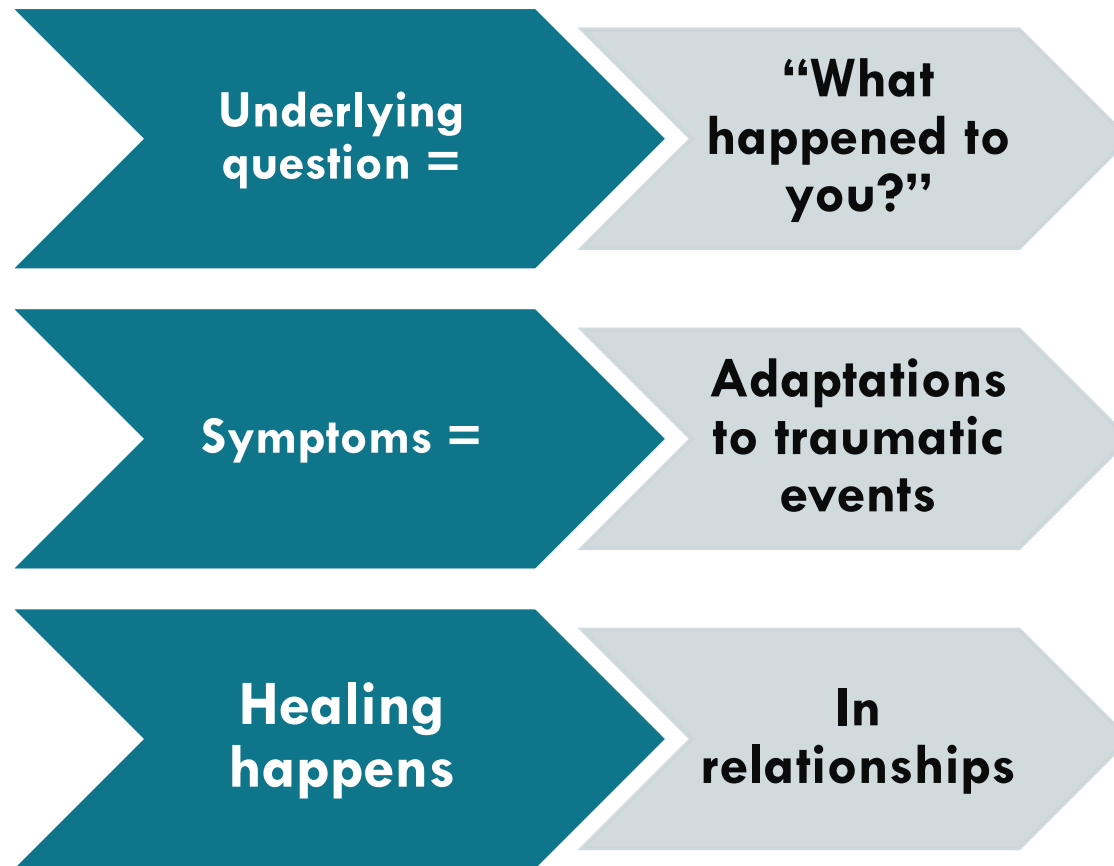 Underlying
question =
“What
happened to
you?”
Symptoms =
Adaptations
to traumatic
events
Healing
happens
In
relationships